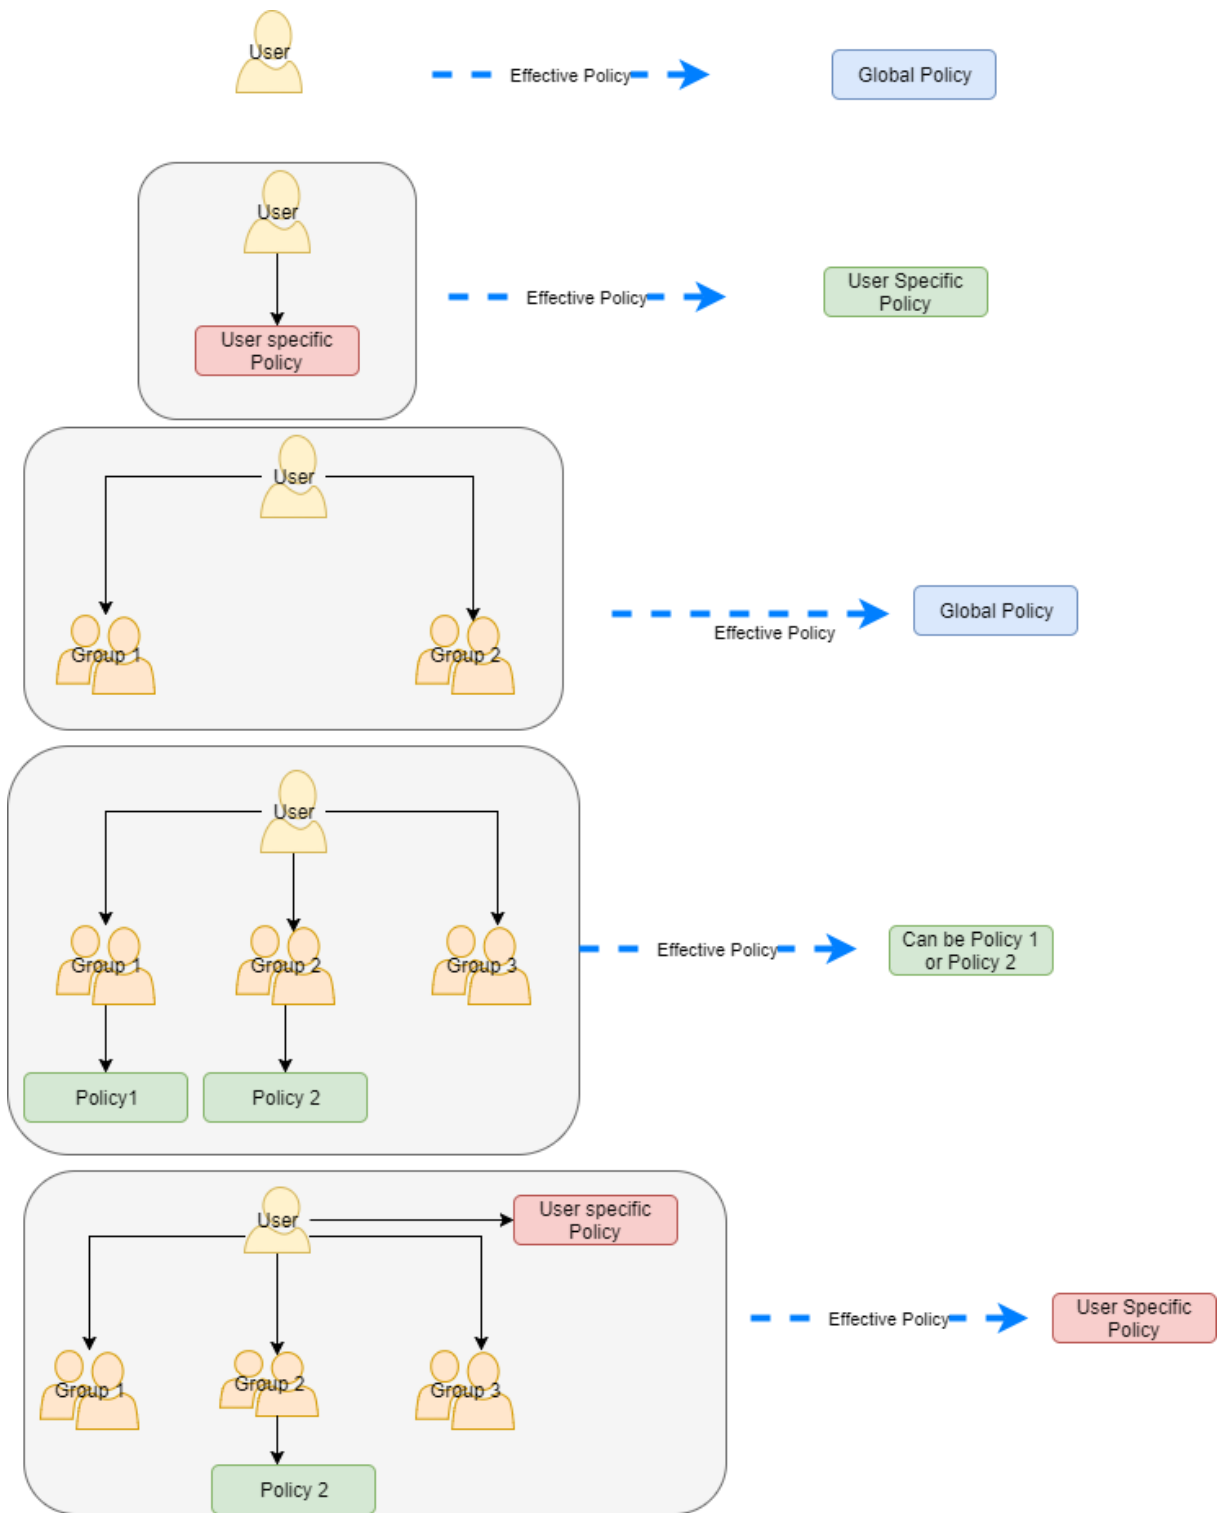 User
Effective Policy
Global Policy
User
User specific
Policy
Effective Policy
User Specific
Policy
User
Group 1
Group 2
Effective Policy
Global Policy
User
Group 1
Group 2
Group 3
Policy1
Policy 2
Effective Policy
Can be Policy 1
or Policy 2
User
User specific
Policy
Group 1
Group 2
Group 3
Policy 2
Effective Policy
User Specific
Policy